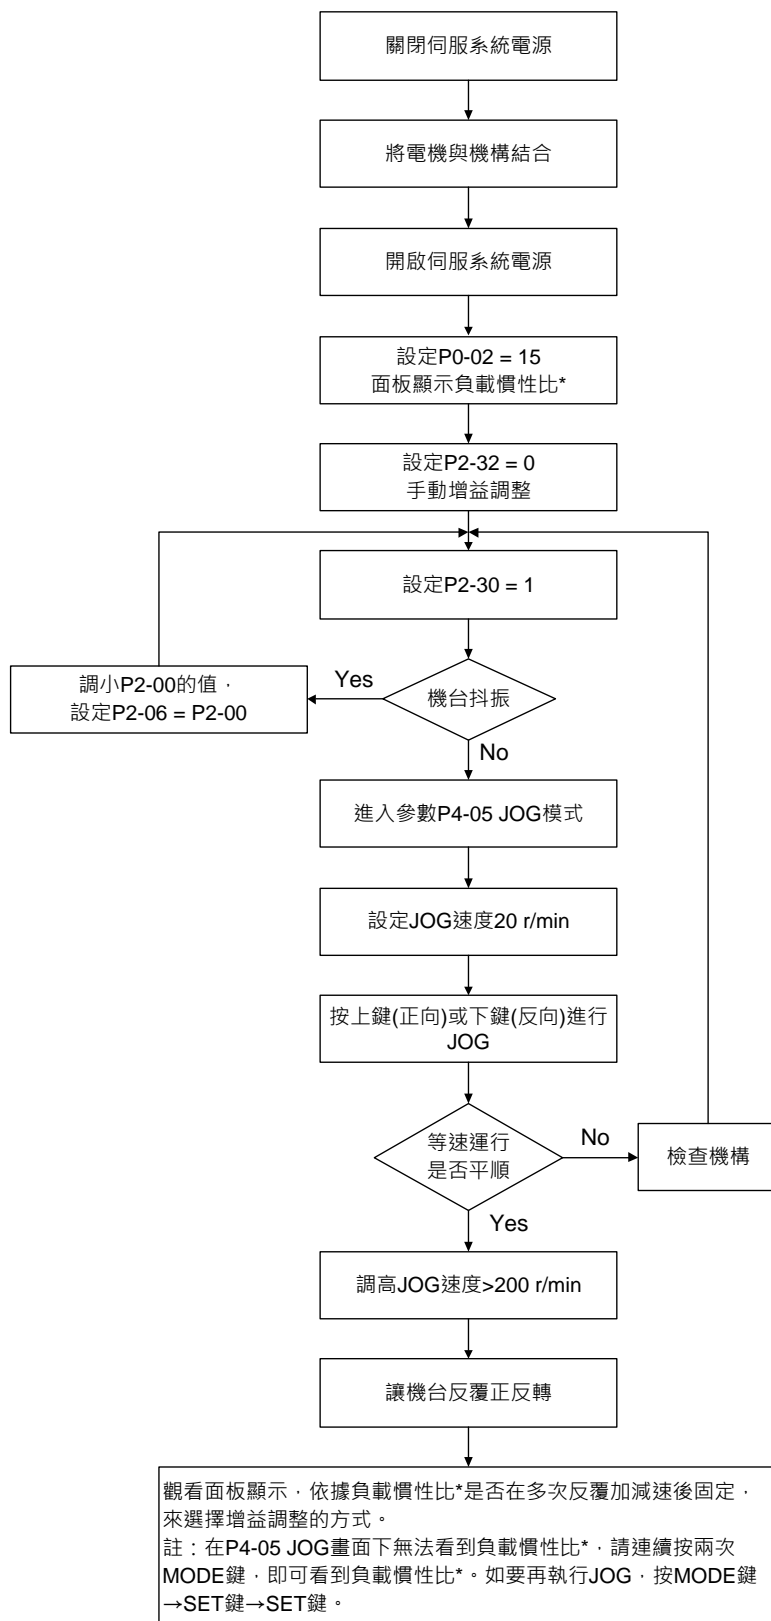 關閉伺服系統電源
將電機與機構結合
開啟伺服系統電源
設定P0-02 = 15
面板顯示負載慣性比*
設定P2-32 = 0
手動增益調整
設定P2-30 = 1
調小P2-00的值，
設定P2-06 = P2-00
Yes
機台抖振
No
進入參數P4-05 JOG模式
設定JOG速度20 r/min
按上鍵(正向)或下鍵(反向)進行
JOG
等速運行
是否平順
No
檢查機構
Yes
調高JOG速度>200 r/min
讓機台反覆正反轉
觀看面板顯示，依據負載慣性比*是否在多次反覆加減速後固定，
來選擇增益調整的方式。
註：在P4-05 JOG畫面下無法看到負載慣性比*，請連續按兩次
MODE鍵，即可看到負載慣性比*。如要再執行JOG，按MODE鍵
→SET鍵→SET鍵。